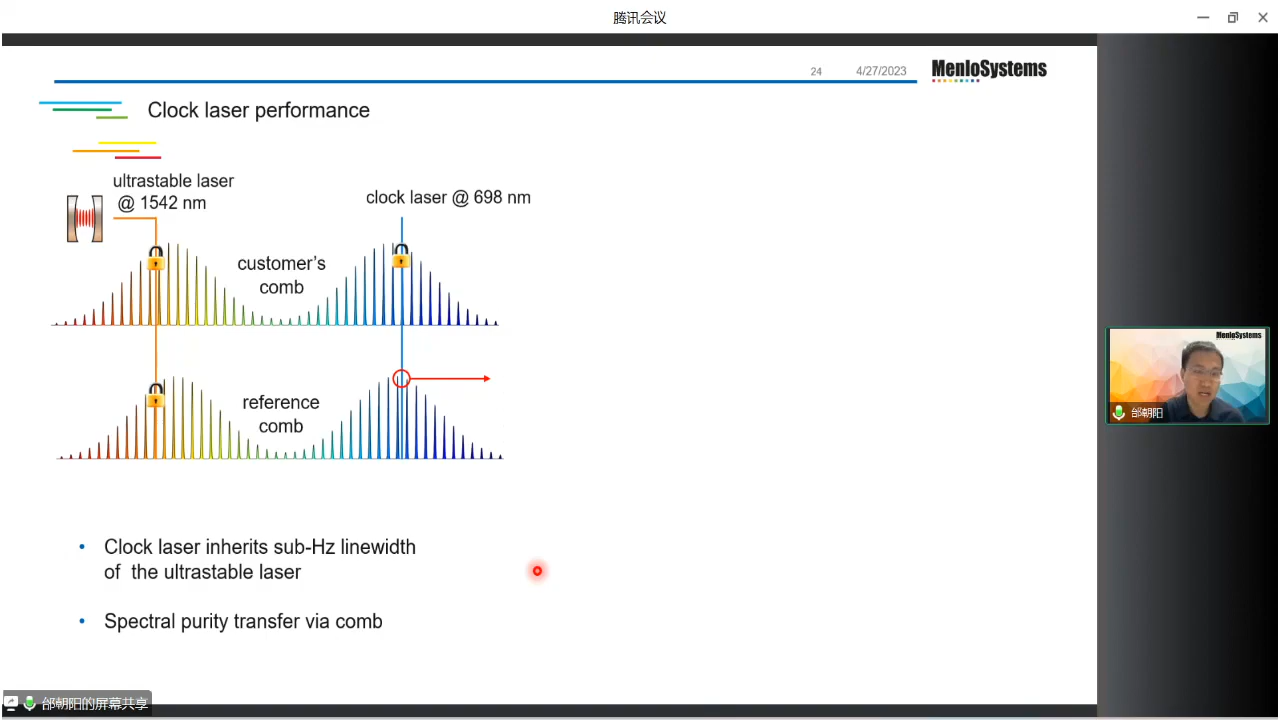 腾讯会议
24
4/27/2023
MenloSystems
Clock laser performance
ultrastable laser
@ 1542 nm
clock laser @ 698 nm
customer's
comb
reference
comb
• Clock laser inherits sub-Hz linewidth
of the ultrastable laser
• Spectral purity transfer via comb
MenloSystems
邰朝阳
邰朝阳的屏幕共享